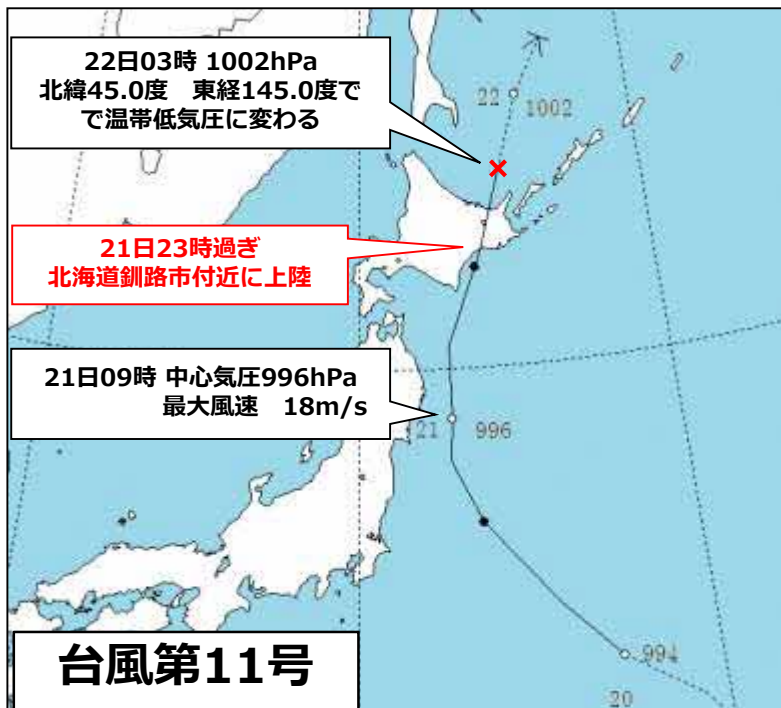 22日03時 1002hPa
北緯45.0度 東経145.0度で
で温帯低気圧に変わる
22
1002
21日23時過ぎ
北海道釧路市付近に上陸
21日09時 中心気圧996hPa
最大風速 18m/s
21
996
994
20
台風第11号